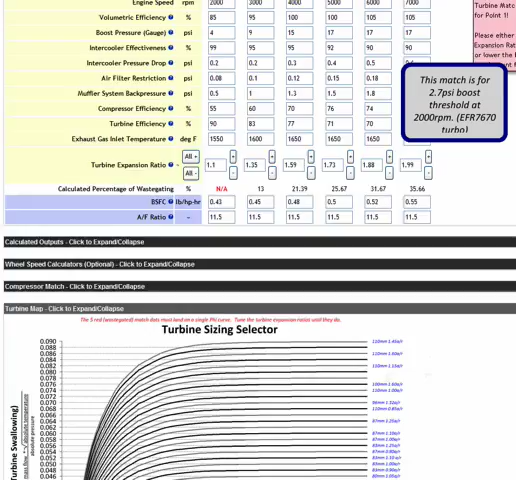 Engine Speed rpm 2000 3000 4000 5000 6000 7000
Volumetric Efficiency % 85 95 100 100 105 105
Boost Pressure (Gauge) psi 4 9 15 17 17 17
Intercooler Effectiveness % 99 95 95 92 90 90
Intercooler Pressure Drop psi 0.2 0.2 0.3 0.4 0.5
Air Filter Restriction psi 0.08 0.1 0.12 0.15 0.18
Muffler System Backpressure psi 0.5 1 1.3 1.5 1.8
Compressor Efficiency % 55 60 70 76 74
Turbine Efficiency % 90 83 77 71 70
Exhaust Gas Inlet Temperature deg F 1550 1600 1650 1650 1650
All +
Turbine Expansion Ratio ~ 1.1 1.35 1.59 1.73 1.88 1.99
All -
Calculated Percentage of Wastegating % N/A 13 21.39 25.67 31.67 35.66
BSFC lb/hp-hr 0.43 0.45 0.48 0.5 0.52 0.55
A/F Ratio ~ 11.5 11.5 11.5 11.5 11.5 11.5
Turbine Matc
for Point 1!
Please either
Expansion Rat
or lower the
This match is for
2.7psi boost
threshold at
2000rpm. (EFR7670
turbo)
Calculated Outputs - Click to Expand/Collapse
Wheel Speed Calculators (Optional) - Click to Expand/Collapse
Compressor Match - Click to Expand/Collapse
Turbine Map - Click to Expand/Collapse
The 5 red (wastegated) match dots must land on a single Phi curve. Tune the turbine expansion ratios until they do.
Turbine Sizing Selector
0.090
0.088
0.086
0.084
0.082
0.080
0.078
0.076
0.074
0.072
0.070
0.068
0.066
0.064
0.062
0.060
0.058
0.056
0.054
0.052
0.050
0.048
0.046
Turbine Swallowing)
mass flow * √ absolute temperature
absolute pressure